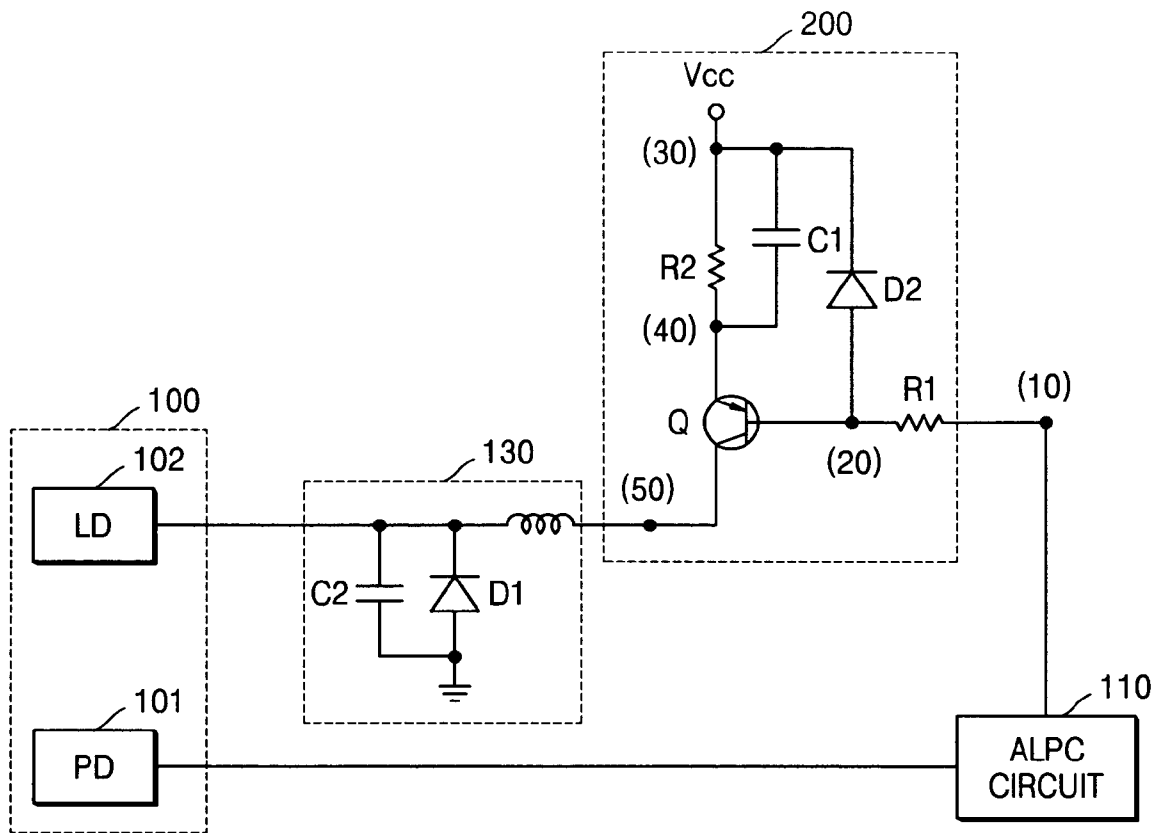 200
Vcc
(30)
C1
R2
D2
(40)
R1
(10)
100
Q
102
130
(20)
(50)
LD
C2
D1
101
110
PD
ALPC
CIRCUIT